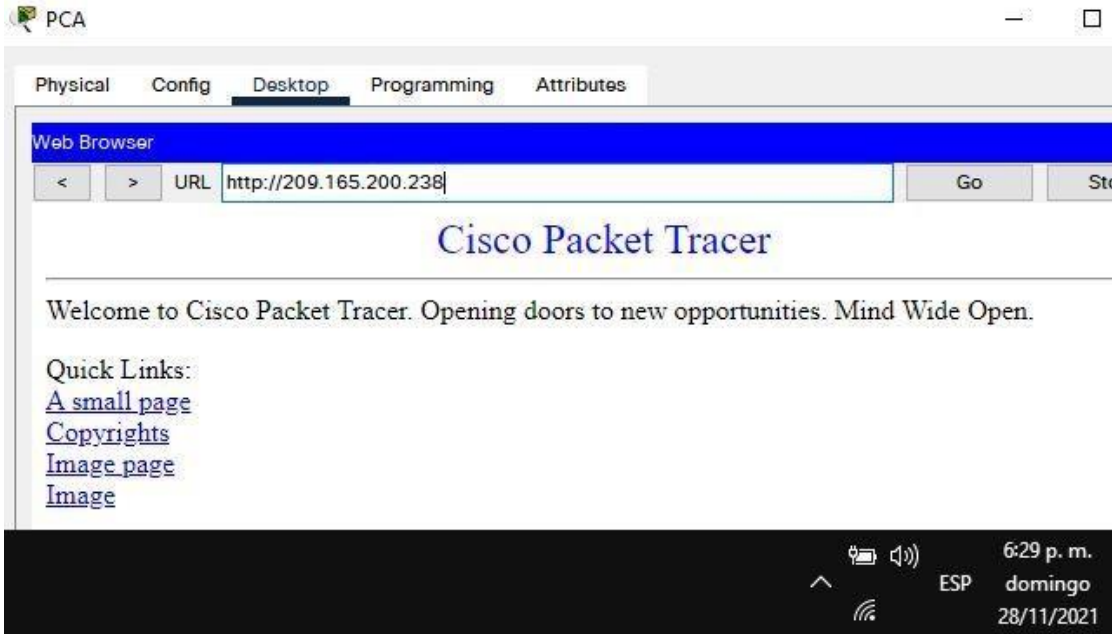 PCA
Physical Config Desktop Programming Attributes
Web Browser
< > URL http://209.165.200.238 Go
Cisco Packet Tracer
Welcome to Cisco Packet Tracer. Opening doors to new opportunities. Mind Wide Open.
Quick Links:
A small page
Copyrights
Image page
Image
6:29 p. m.
ESP domingo
28/11/2021